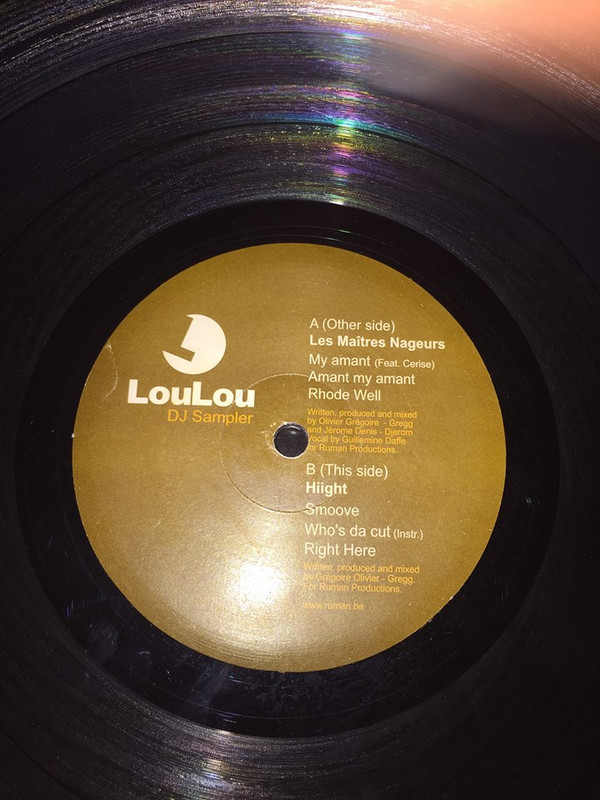 LouLou
DJ Sampler
A (Other side)
Les Maîtres Nageurs
My amant (Feat. Cerise)
Amant my amant
Rhode Well
Written, produced and mixed
by Olivier Grégoire - Gregg
and Jérome Denis - Djerom
Vocal by Guillemine Daffe
For Ruman Productions.
B (This side)
Hiight
Smoove
Who's da cut (Instr.)
Right Here
Written, produced and mixed
by Grégoire Olivier - Gregg.
For Ruman Productions.
www.ruman.be